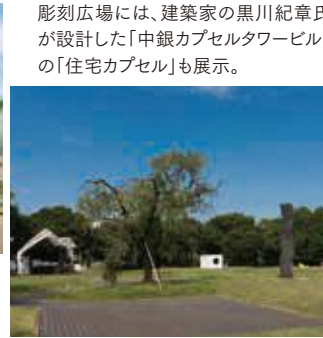 彫刻広場には、建築家の黒川紀章氏
が設計した「中銀カプセルタワービル
の「住宅カプセル」も展示。